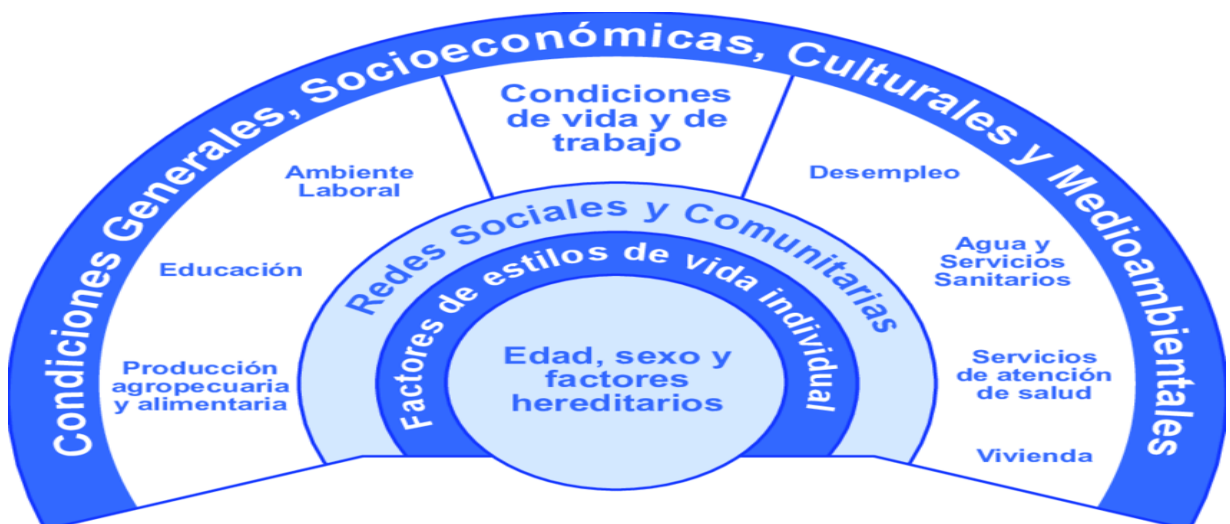 Condiciones Generales, Socioeconómicas, Culturales y Medioambientales
Condiciones
de vida y de
trabajo
Ambiente
Laboral
Educación
Producción
agropecuaria
y alimentaria
Desempleo
Agua y
Servicios
Sanitarios
Servicios
de atención
de salud
Vivienda
Redes Sociales y Comunitarias
Factores de estilos de vida individual
Edad, sexo y
factores
hereditarios